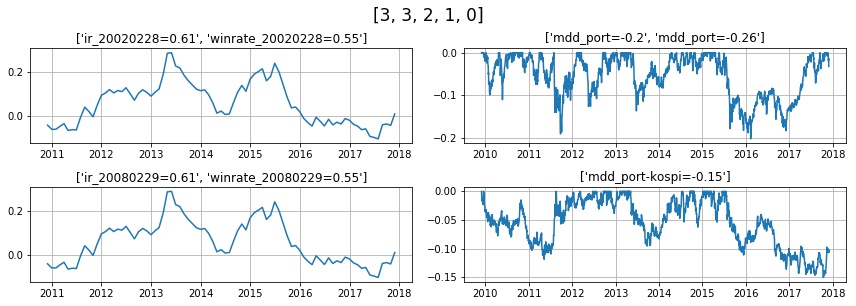 [3, 3, 2, 1, 0]
['ir_20020228=0.61', 'winrate_20020228=0.55']
0.2
0.0
2011 2012 2013 2014 2015 2016 2017 2018
['mdd_port=-0.2', 'mdd_port=-0.26']
0.0
−0.1
−0.2
2010 2011 2012 2013 2014 2015 2016 2017 2018
['ir_20080229=0.61', 'winrate_20080229=0.55']
0.2
0.0
2011 2012 2013 2014 2015 2016 2017 2018
['mdd_port-kospi=-0.15']
0.00
−0.05
−0.10
−0.15
2010 2011 2012 2013 2014 2015 2016 2017 2018